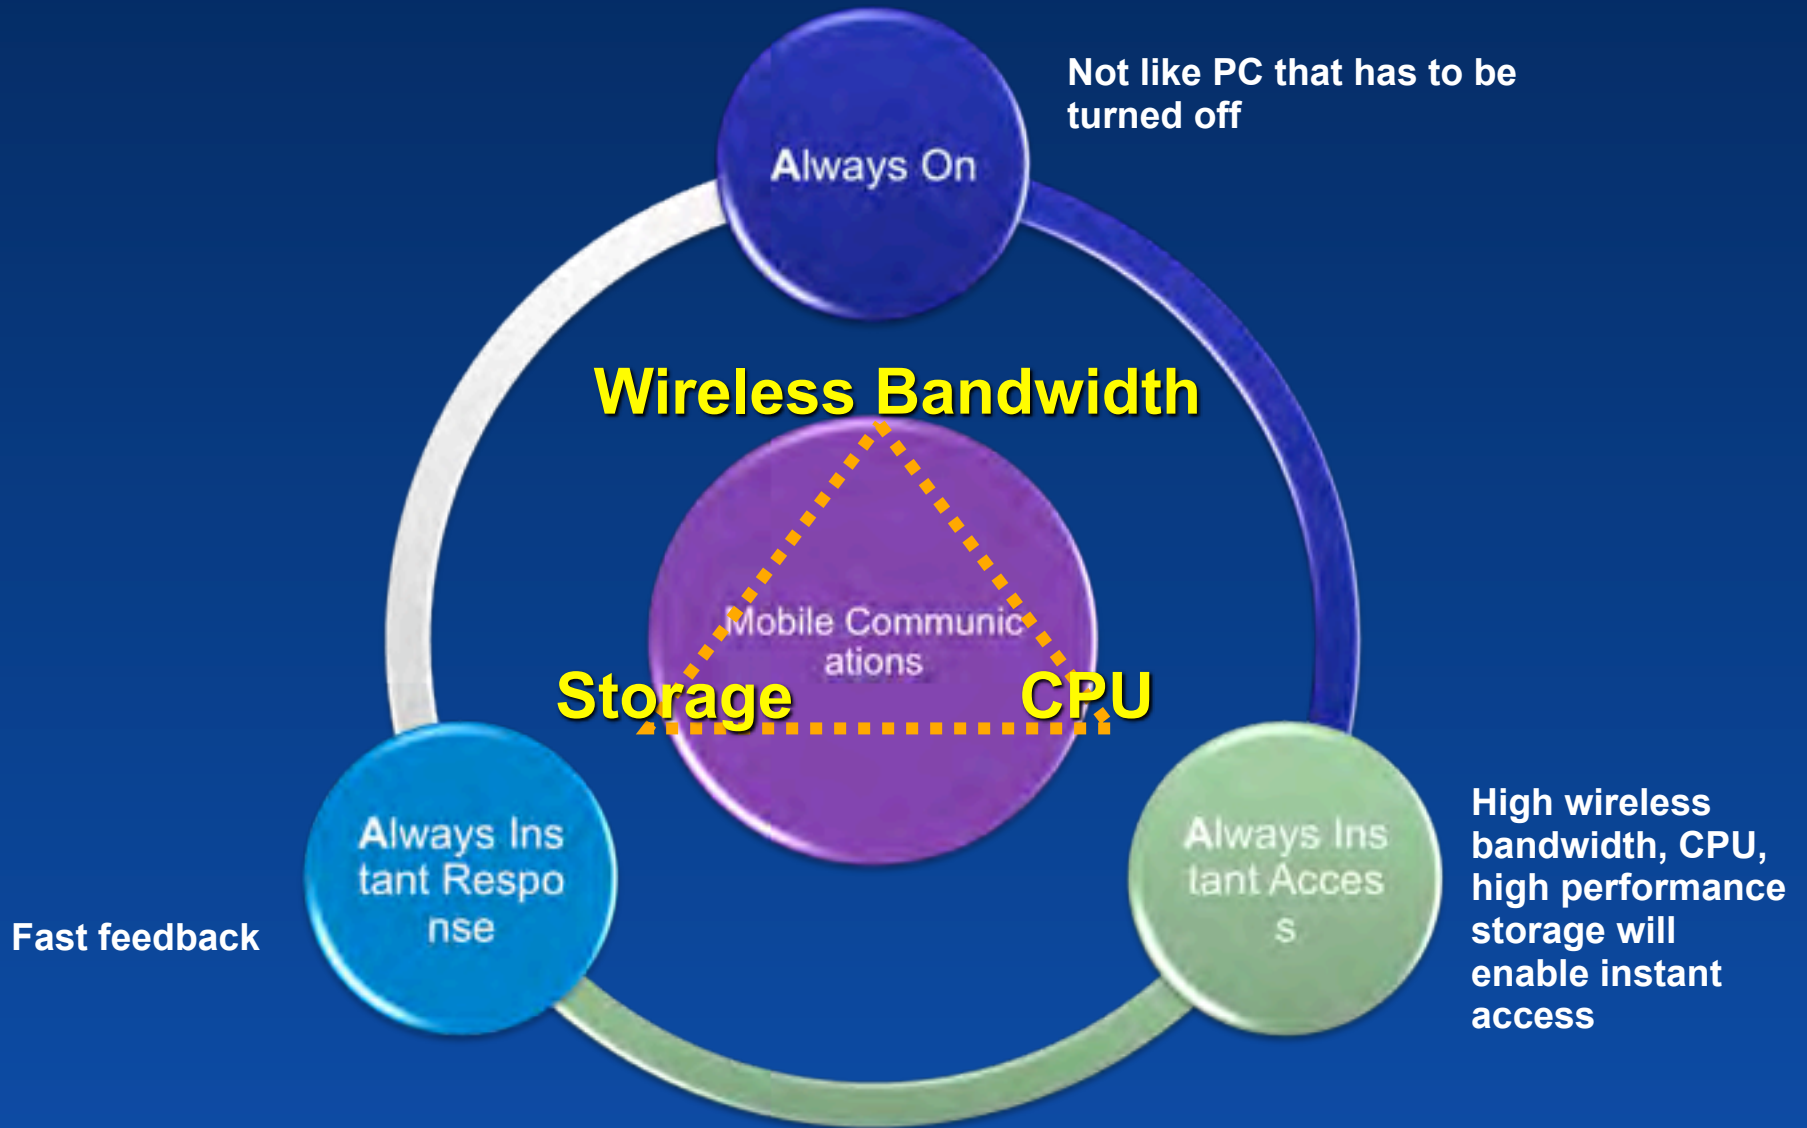 Not like PC that has to be
turned off
Always On
Wireless Bandwidth
Mobile Communic
ations
Storage
CPU
Always Ins
tant Respo
nse
Fast feedback
Always Ins
tant Acces
s
High wireless
bandwidth, CPU,
high performance
storage will
enable instant
access